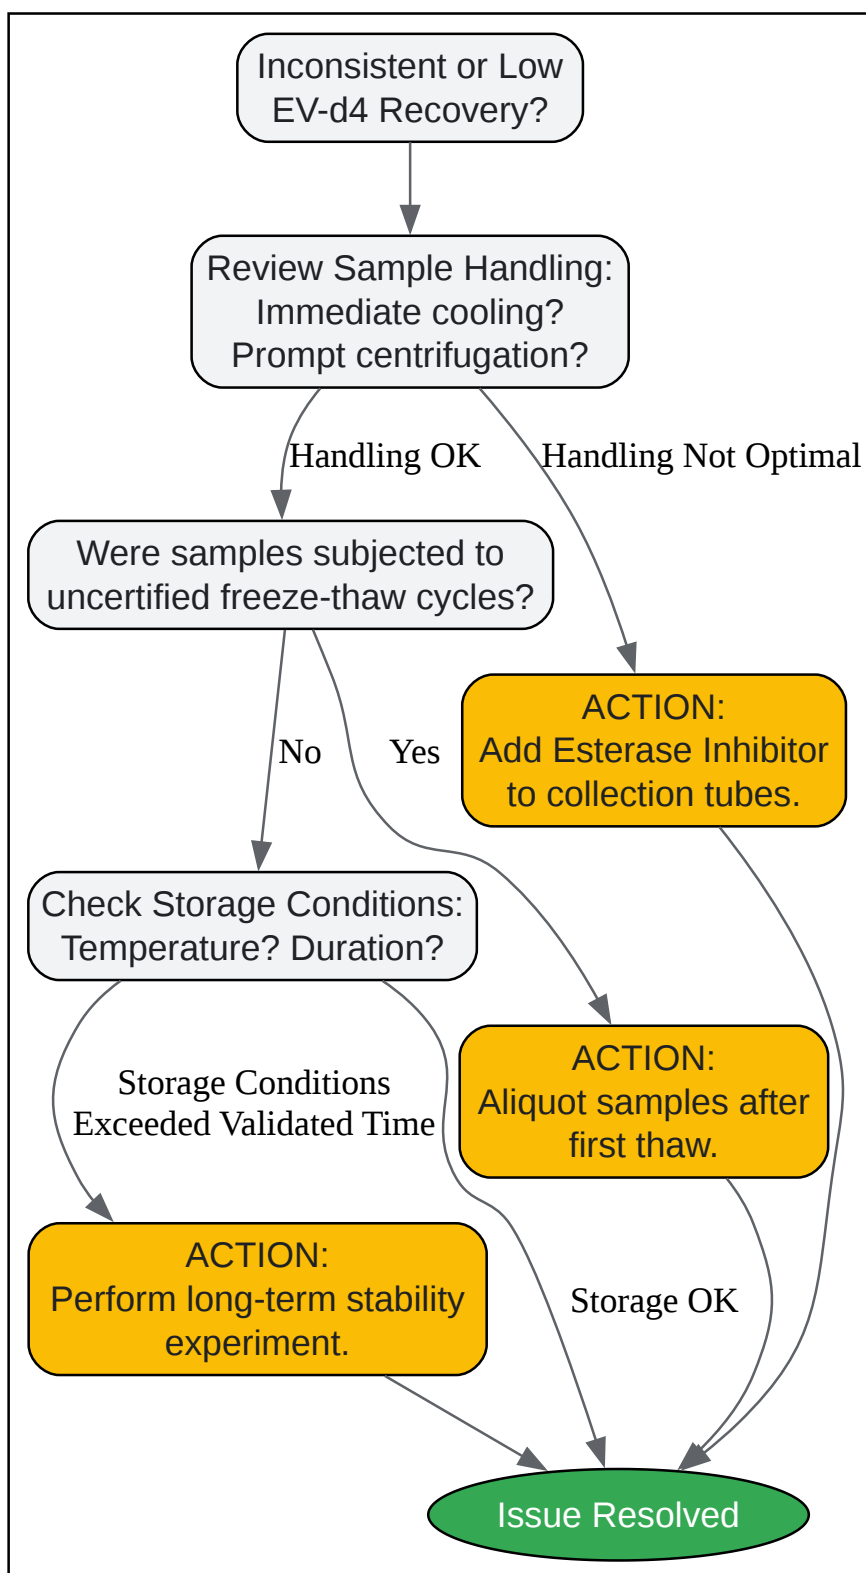 Inconsistent or Low
EV-d4 Recovery?
Review Sample Handling:
Immediate cooling?
Prompt centrifugation?
Handling OK
Handling Not Optimal
Were samples subjected to
uncertified freeze-thaw cycles?
ACTION:
Add Esterase Inhibitor
to collection tubes.
No
Yes
Check Storage Conditions:
Temperature? Duration?
ACTION:
Aliquot samples after
first thaw.
Storage Conditions
Exceeded Validated Time
ACTION:
Perform long-term stability
experiment.
Storage OK
Issue Resolved